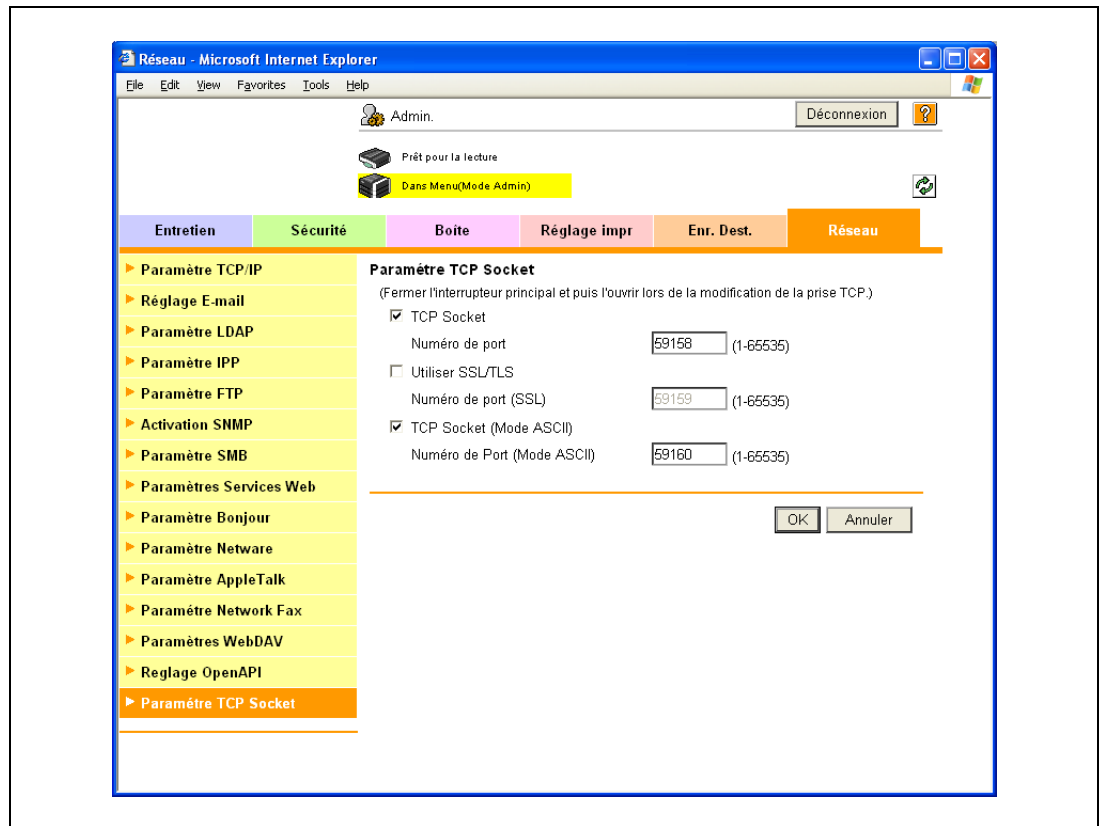 Réseau - Microsoft Internet Explorer
File Edit View Favorites Tools Help
Admin. Déconnexion ?
Prêt pour la lecture
Dans Menu(Mode Admin)
Entretien Sécurité Boite Réglage impr Enr. Dest. Réseau
Paramètre TCP/IP
Réglage E-mail
Paramètre LDAP
Paramètre IPP
Paramètre FTP
Activation SNMP
Paramètre SMB
Paramètres Services Web
Paramètre Bonjour
Paramètre Netware
Paramètre AppleTalk
Paramétre Network Fax
Paramètres WebDAV
Reglage OpenAPI
Paramétre TCP Socket
Paramétre TCP Socket
(Fermer l'interrupteur principal et puis l'ouvrir lors de la modification de la prise TCP.)
TCP Socket
Numéro de port 59158 (1-65535)
Utiliser SSL/TLS
Numéro de port (SSL) 59159 (1-65535)
TCP Socket (Mode ASCII)
Numéro de Port (Mode ASCII) 59160 (1-65535)
OK Annuler